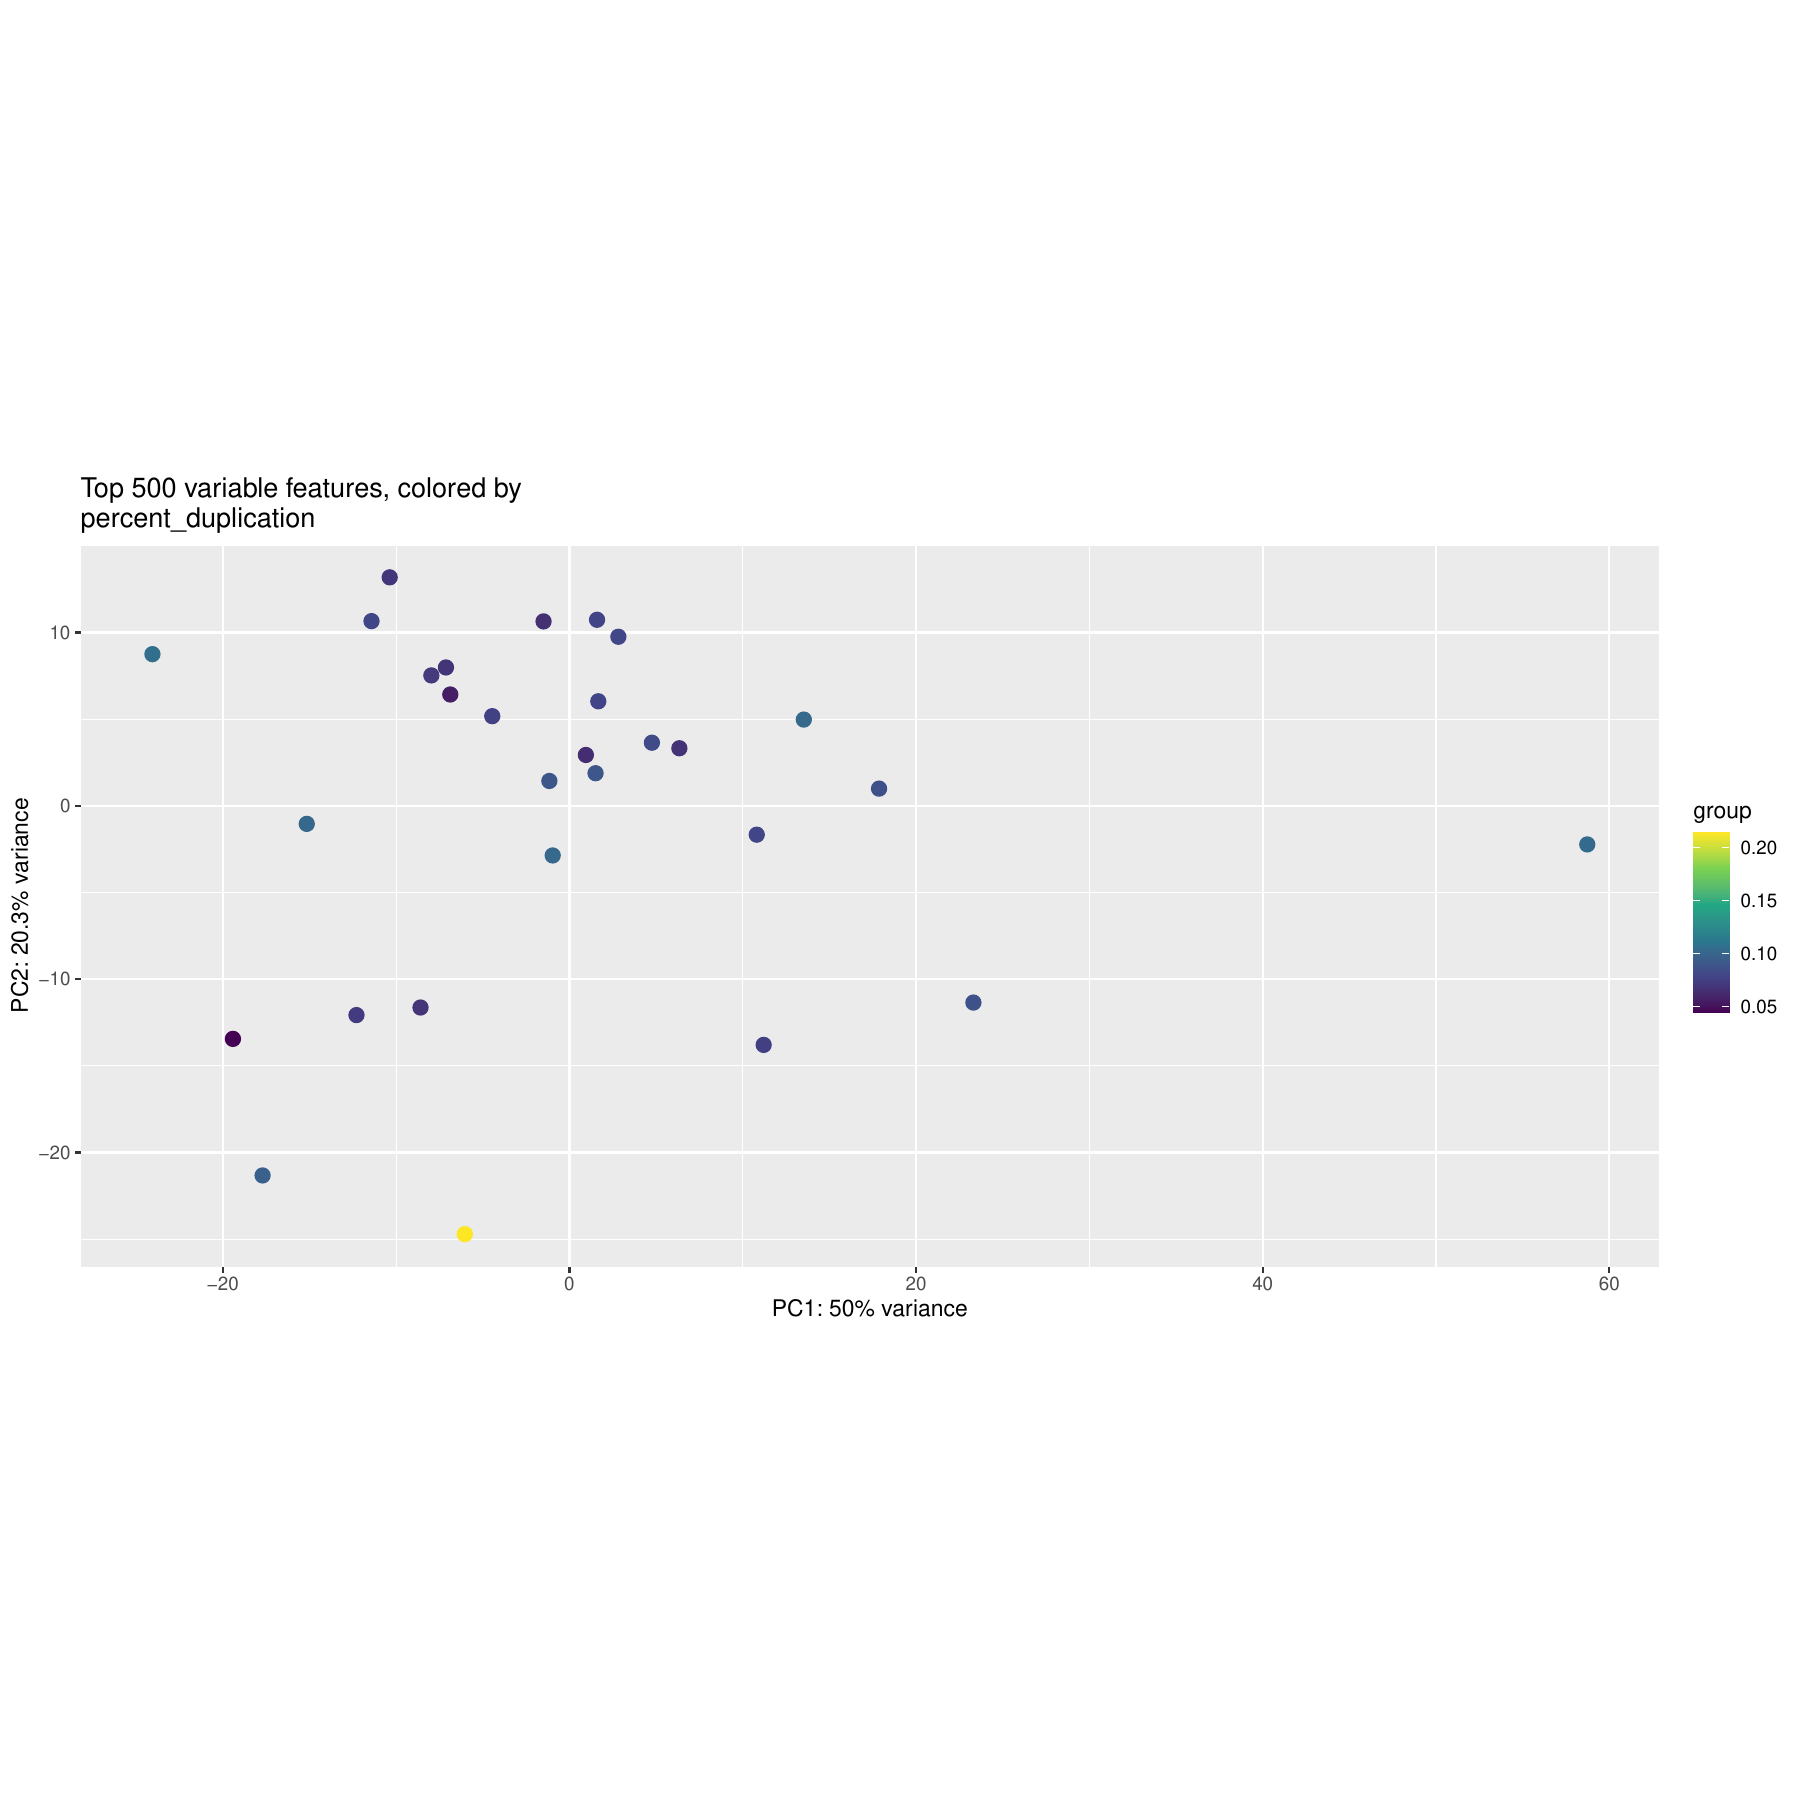 Top 500 variable features, colored by
percent_duplication
10
0
−10
−20
PC2: 20.3% variance
−20
0
20
40
60
PC1: 50% variance
group
0.20
0.15
0.10
0.05